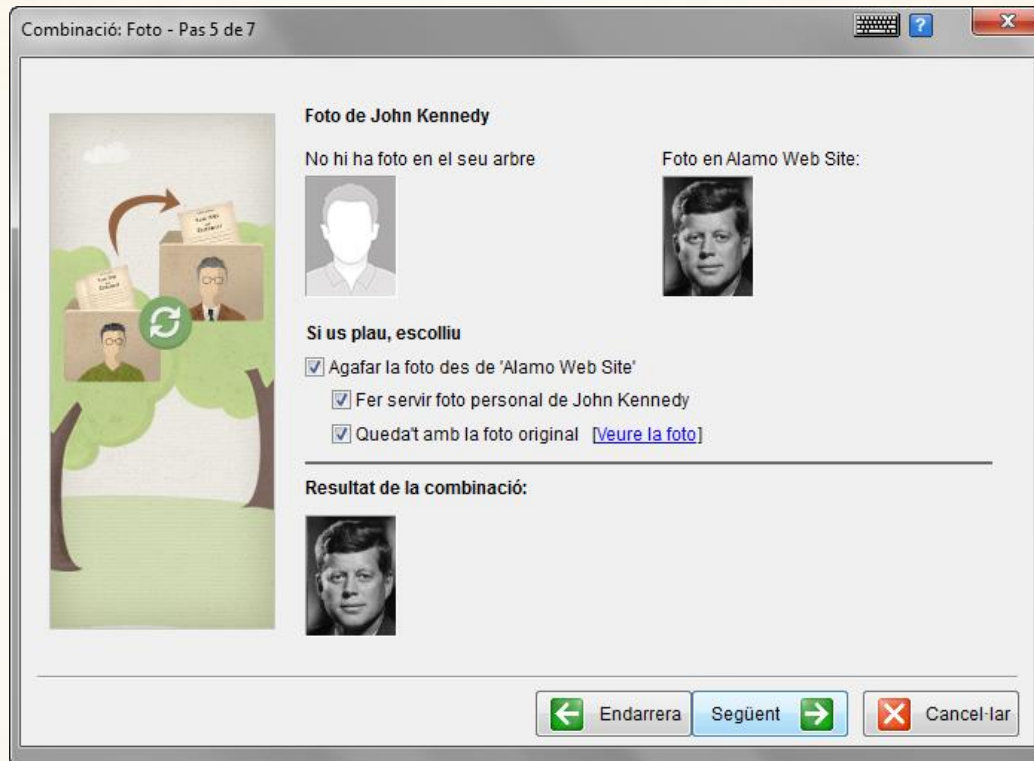 Combinació: Foto - Pas 5 de 7
Foto de John Kennedy
No hi ha foto en el seu arbre
Foto en Alamo Web Site:
Si us plau, escolliu
Agafar la foto des de 'Alamo Web Site'
Fer servir foto personal de John Kennedy
Queda't amb la foto original [Veure la foto]
Resultat de la combinació:
Endarrera
Següent
Cancel·lar